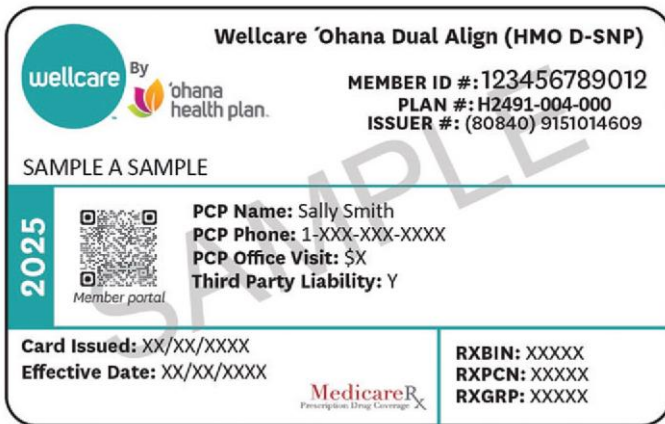 Wellcare ‘Ohana Dual Align (HMO D-SNP)
wellcare
By
‘ohana
health plan.
MEMBER ID #: 123456789012
PLAN #: H2491-004-000
ISSUER #: (80840) 9151014609
SAMPLE A SAMPLE
SAMPLE
2025
Member portal
PCP Name: Sally Smith
PCP Phone: 1-XXX-XXX-XXXX
PCP Office Visit: $X
Third Party Liability: Y
Card Issued: XX/XX/XXXX
Effective Date: XX/XX/XXXX
MedicareRx
Prescription Drug Coverage
RXBIN: XXXXX
RXPCN: XXXXX
RXGRP: XXXXX